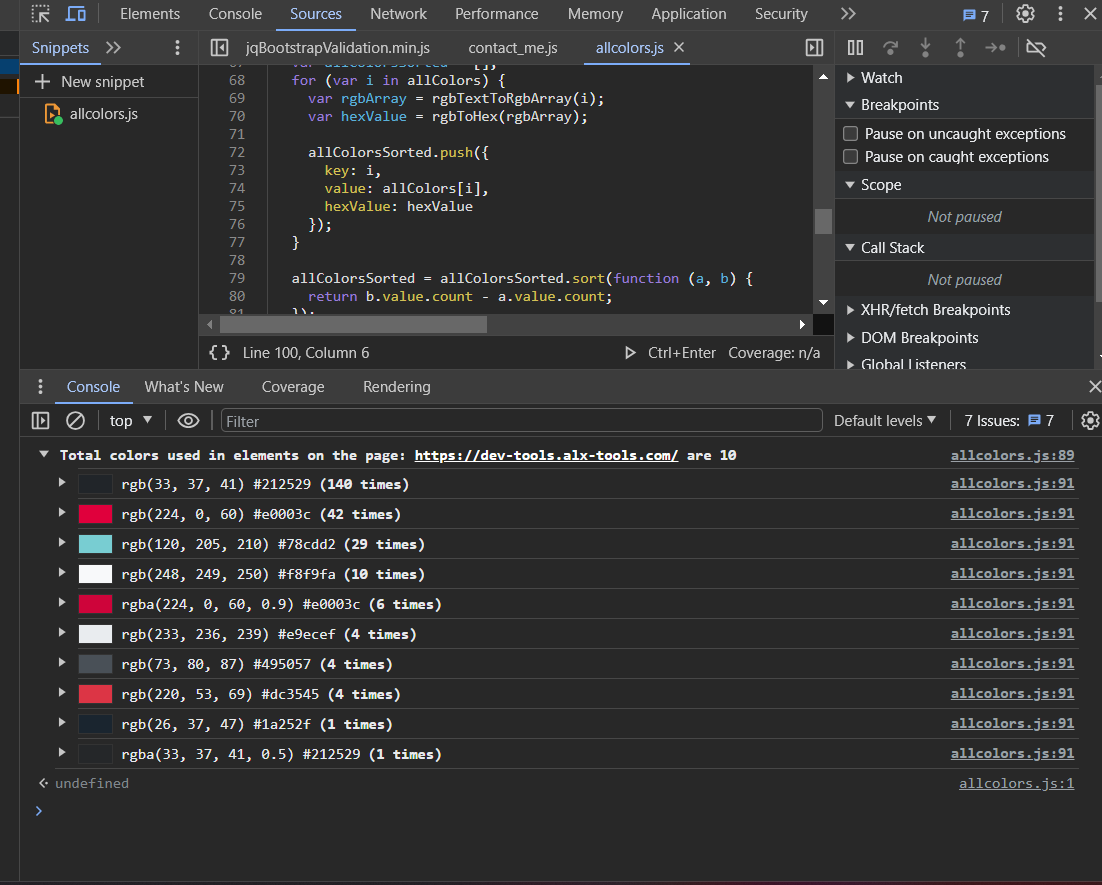 Elements Console Sources Network Performance Memory Application Security 7
Snippets
jqBootstrapValidation.min.js contact_me.js allcolors.js
New snippet
allcolors.js
68 for (var i in allColors) {
69 var rgbArray = rgbTextToRgbArray(i);
70 var hexValue = rgbToHex(rgbArray);
71
72 allColorsSorted.push({
73 key: i,
74 value: allColors[i],
75 hexValue: hexValue
76 });
77 }
78
79 allColorsSorted = allColorsSorted.sort(function (a, b) {
80 return b.value.count - a.value.count;
81 });
{} Line 100, Column 6 Ctrl+Enter Coverage: n/a
Watch
Breakpoints
Pause on uncaught exceptions
Pause on caught exceptions
Scope
Not paused
Call Stack
Not paused
XHR/fetch Breakpoints
DOM Breakpoints
Global Listeners
Console What's New Coverage Rendering
top Filter Default levels 7 Issues: 7
Total colors used in elements on the page: https://dev-tools.alx-tools.com/ are 10 allcolors.js:89
rgb(33, 37, 41) #212529 (140 times) allcolors.js:91
rgb(224, 0, 60) #e0003c (42 times) allcolors.js:91
rgb(120, 205, 210) #78cdd2 (29 times) allcolors.js:91
rgb(248, 249, 250) #f8f9fa (10 times) allcolors.js:91
rgba(224, 0, 60, 0.9) #e0003c (6 times) allcolors.js:91
rgb(233, 236, 239) #e9ecef (4 times) allcolors.js:91
rgb(73, 80, 87) #495057 (4 times) allcolors.js:91
rgb(220, 53, 69) #dc3545 (4 times) allcolors.js:91
rgb(26, 37, 47) #1a252f (1 times) allcolors.js:91
rgba(33, 37, 41, 0.5) #212529 (1 times) allcolors.js:91
undefined allcolors.js:1